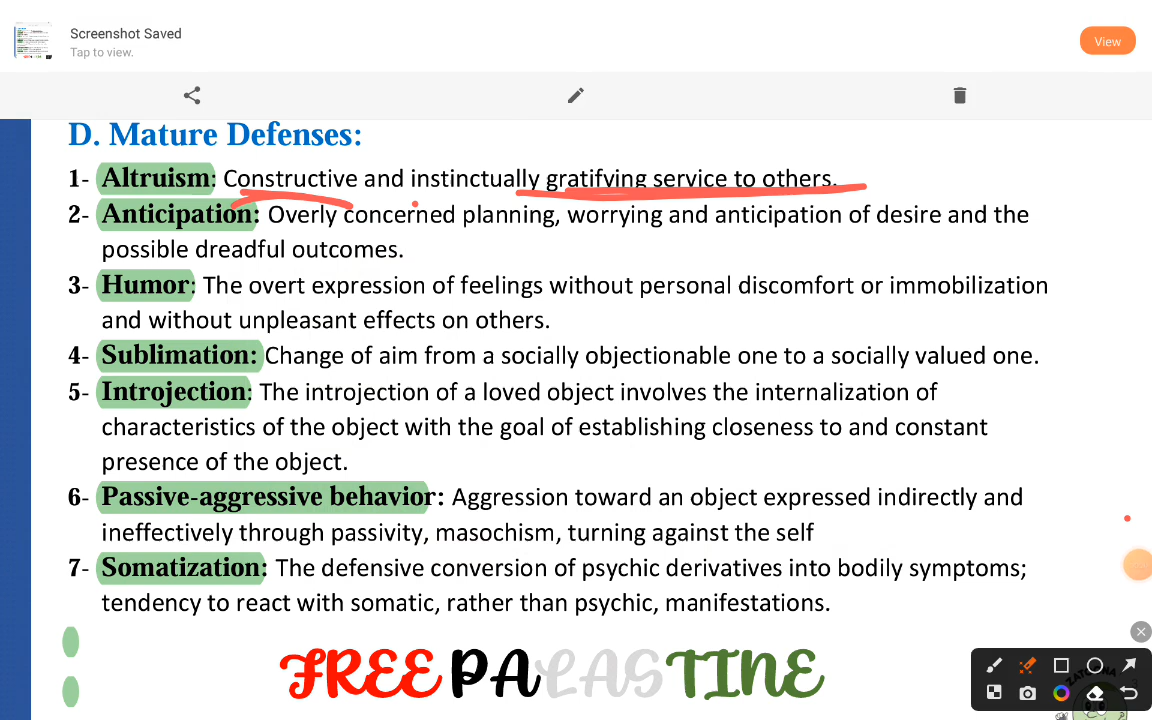 Screenshot Saved
Tap to view.
View
D. Mature Defenses:
1- Altruism: Constructive and instinctually gratifying service to others.
2- Anticipation: Overly concerned planning, worrying and anticipation of desire and the
possible dreadful outcomes.
3- Humor: The overt expression of feelings without personal discomfort or immobilization
and without unpleasant effects on others.
4- Sublimation: Change of aim from a socially objectionable one to a socially valued one.
5- Introjection: The introjection of a loved object involves the internalization of
characteristics of the object with the goal of establishing closeness to and constant
presence of the object.
6- Passive-aggressive behavior: Aggression toward an object expressed indirectly and
ineffectively through passivity, masochism, turning against the self
7- Somatization: The defensive conversion of psychic derivatives into bodily symptoms;
tendency to react with somatic, rather than psychic, manifestations.
FREE PALASTINE